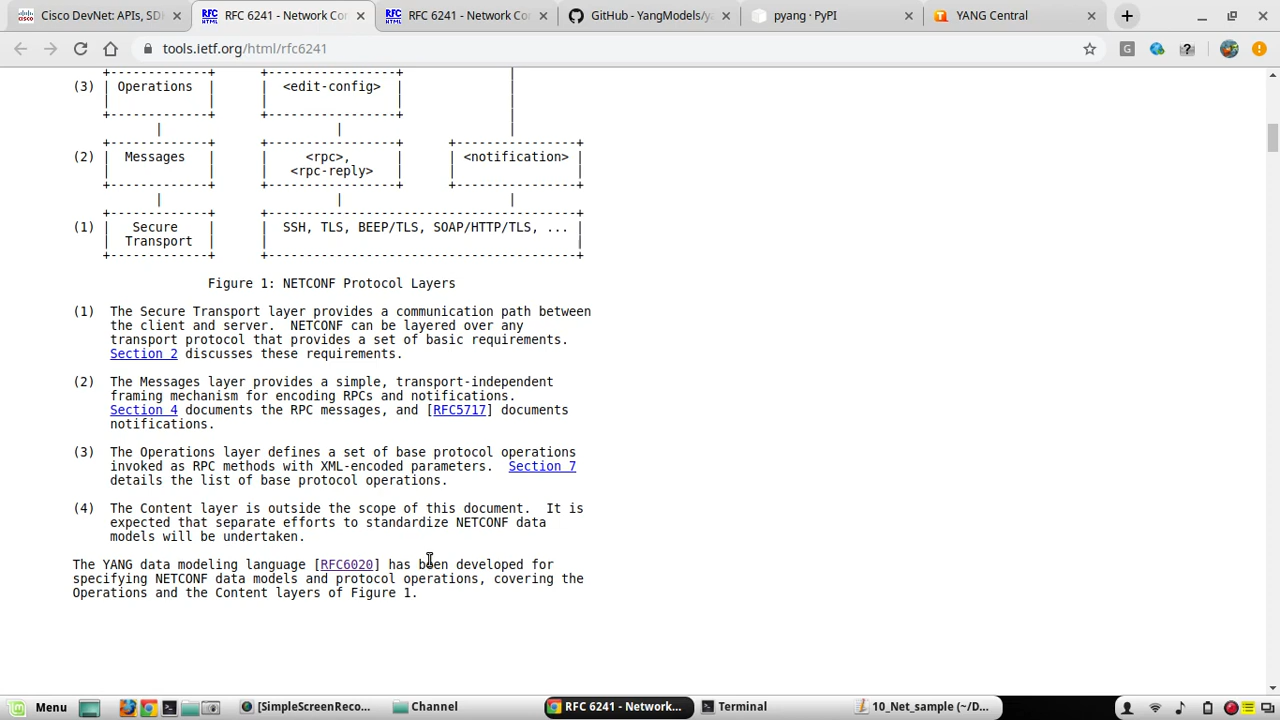 Cisco DevNet: APIs, SDI
RFC 6241 - Network Cor
RFC 6241 - Network Cor
GitHub - YangModels/ya
pyang · PyPI
YANG Central
tools.ietf.org/html/rfc6241
+-------------+      +-----------------+              |
(3) | Operations  |      |  <edit-config>  |              |
|             |      |                 |              |
+-------------+      +-----------------+              |
|                       |                      |
+-------------+      +-----------------+      +----------------+
(2) |  Messages   |      |     <rpc>,      |      | <notification> |
|             |      |   <rpc-reply>   |      |                |
+-------------+      +-----------------+      +----------------+
|                       |                      |
+-------------+      +-----------------------------------------+
(1) |   Secure    |      |  SSH, TLS, BEEP/TLS, SOAP/HTTP/TLS, ... |
|  Transport  |      |                                         |
+-------------+      +-----------------------------------------+
Figure 1: NETCONF Protocol Layers
(1)  The Secure Transport layer provides a communication path between
the client and server.  NETCONF can be layered over any
transport protocol that provides a set of basic requirements.
Section 2 discusses these requirements.
(2)  The Messages layer provides a simple, transport-independent
framing mechanism for encoding RPCs and notifications.
Section 4 documents the RPC messages, and [RFC5717] documents
notifications.
(3)  The Operations layer defines a set of base protocol operations
invoked as RPC methods with XML-encoded parameters.  Section 7
details the list of base protocol operations.
(4)  The Content layer is outside the scope of this document.  It is
expected that separate efforts to standardize NETCONF data
models will be undertaken.
The YANG data modeling language [RFC6020] has been developed for
specifying NETCONF data models and protocol operations, covering the
Operations and the Content layers of Figure 1.
Menu
[SimpleScreenReco...
Channel
RFC 6241 - Network...
Terminal
10_Net_sample (~/D...